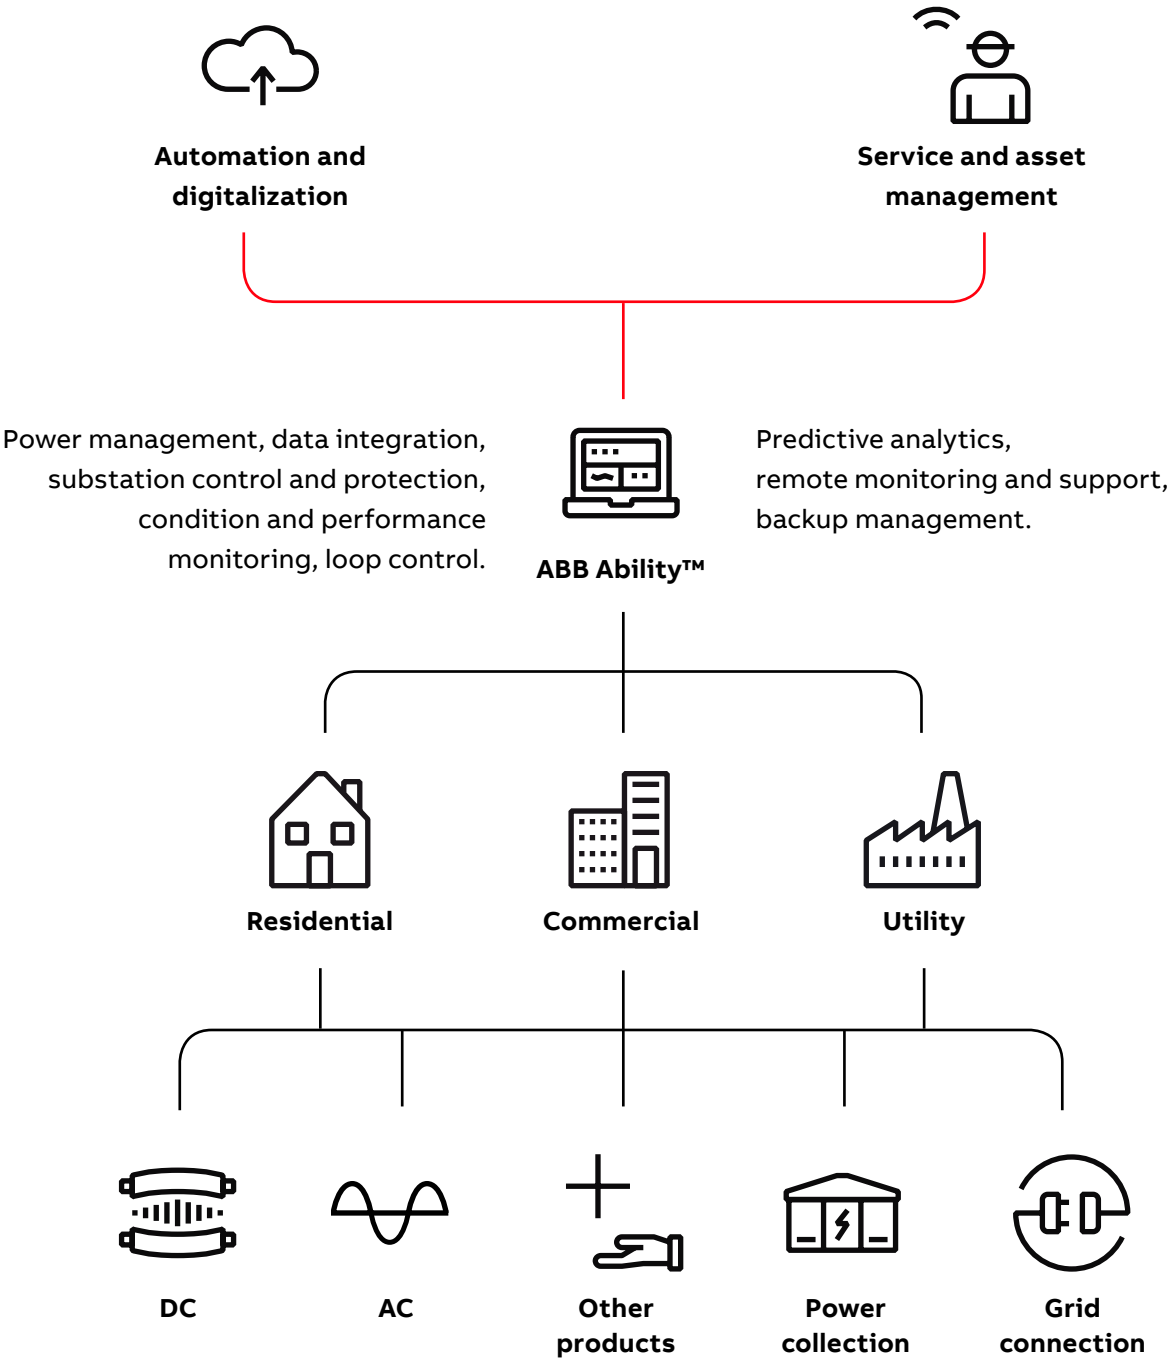 Automation and
digitalization
Service and asset
management
Power management, data integration,
substation control and protection,
condition and performance
monitoring, loop control.
ABB Ability™
Predictive analytics,
remote monitoring and support,
backup management.
Residential
Commercial
Utility
DC
AC
Other
products
Power
collection
Grid
connection